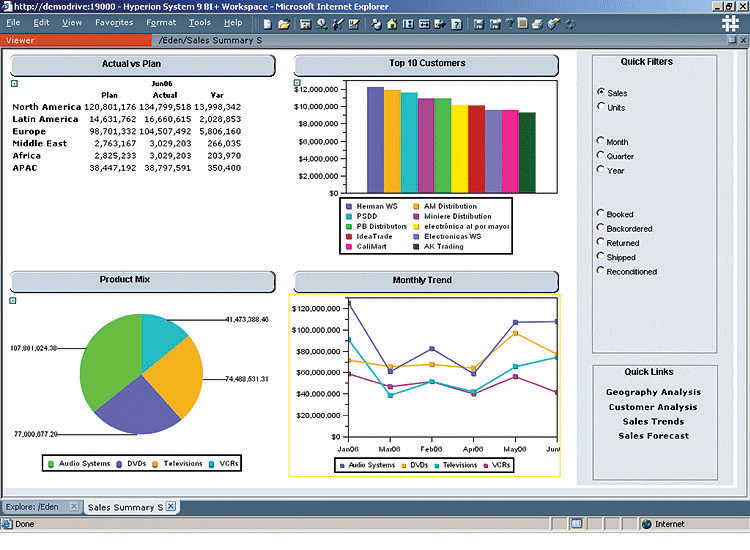 http://demodrive:19000 - Hyperion System 9 BI+ Workspace - Microsoft Internet Explorer
File Edit View Favorites Format Tools Help
Viewer /Eden/Sales Summary S
Actual vs Plan
Jun06
Plan Actual Var
North America 120,801,176 134,799,518 13,998,342
Latin America 14,631,762 16,660,615 2,028,853
Europe 98,701,332 104,507,492 5,806,160
Middle East 2,763,167 3,029,203 266,035
Africa 2,825,233 3,029,203 203,970
APAC 38,447,192 38,797,591 350,400
Top 10 Customers
$12,000,000
$10,000,000
$8,000,000
$6,000,000
$4,000,000
$2,000,000
$0
Herman WS AM Distribution
PSDD Miniere Distribution
PB Distributors electrónica al por mayor
IdeaTrade Electronicas WS
CaliMart AK Trading
Quick Filters
Sales
Units
Month
Quarter
Year
Booked
Backordered
Returned
Shipped
Reconditioned
Product Mix
41,473,388.46
107,861,024.38
74,488,531.31
77,000,077.20
Audio Systems DVDs Televisions VCRs
Monthly Trend
$120,000,000
$100,000,000
$80,000,000
$60,000,000
$40,000,000
$20,000,000
$0
Jan06 Mar06 Feb06 Apr06 May06 Jun
Audio Systems DVDs Televisions VCRs
Quick Links
Geography Analysis
Customer Analysis
Sales Trends
Sales Forecast
Explore: /Eden Sales Summary S
Done Internet